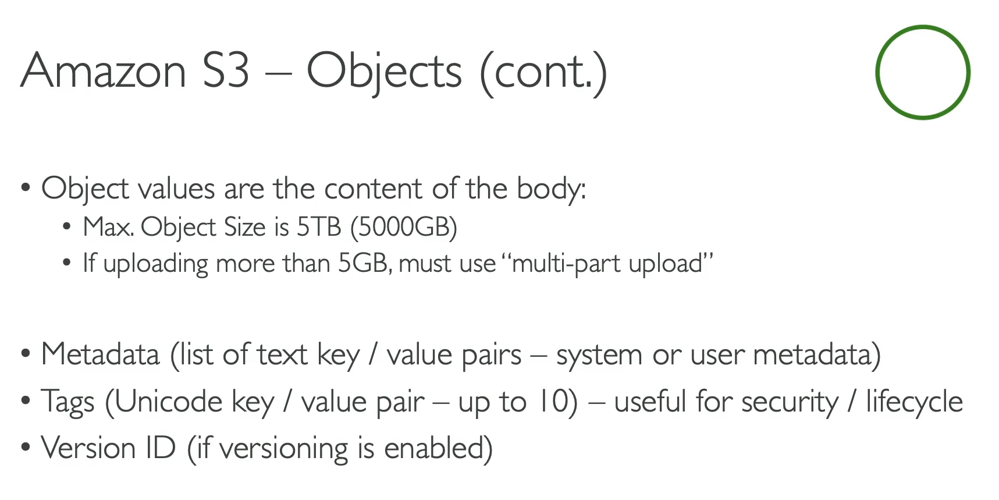 Amazon S3 – Objects (cont.)
• Object values are the content of the body:
• Max. Object Size is 5TB (5000GB)
• If uploading more than 5GB, must use “multi-part upload”
• Metadata (list of text key / value pairs – system or user metadata)
• Tags (Unicode key / value pair – up to 10) – useful for security / lifecycle
• Version ID (if versioning is enabled)